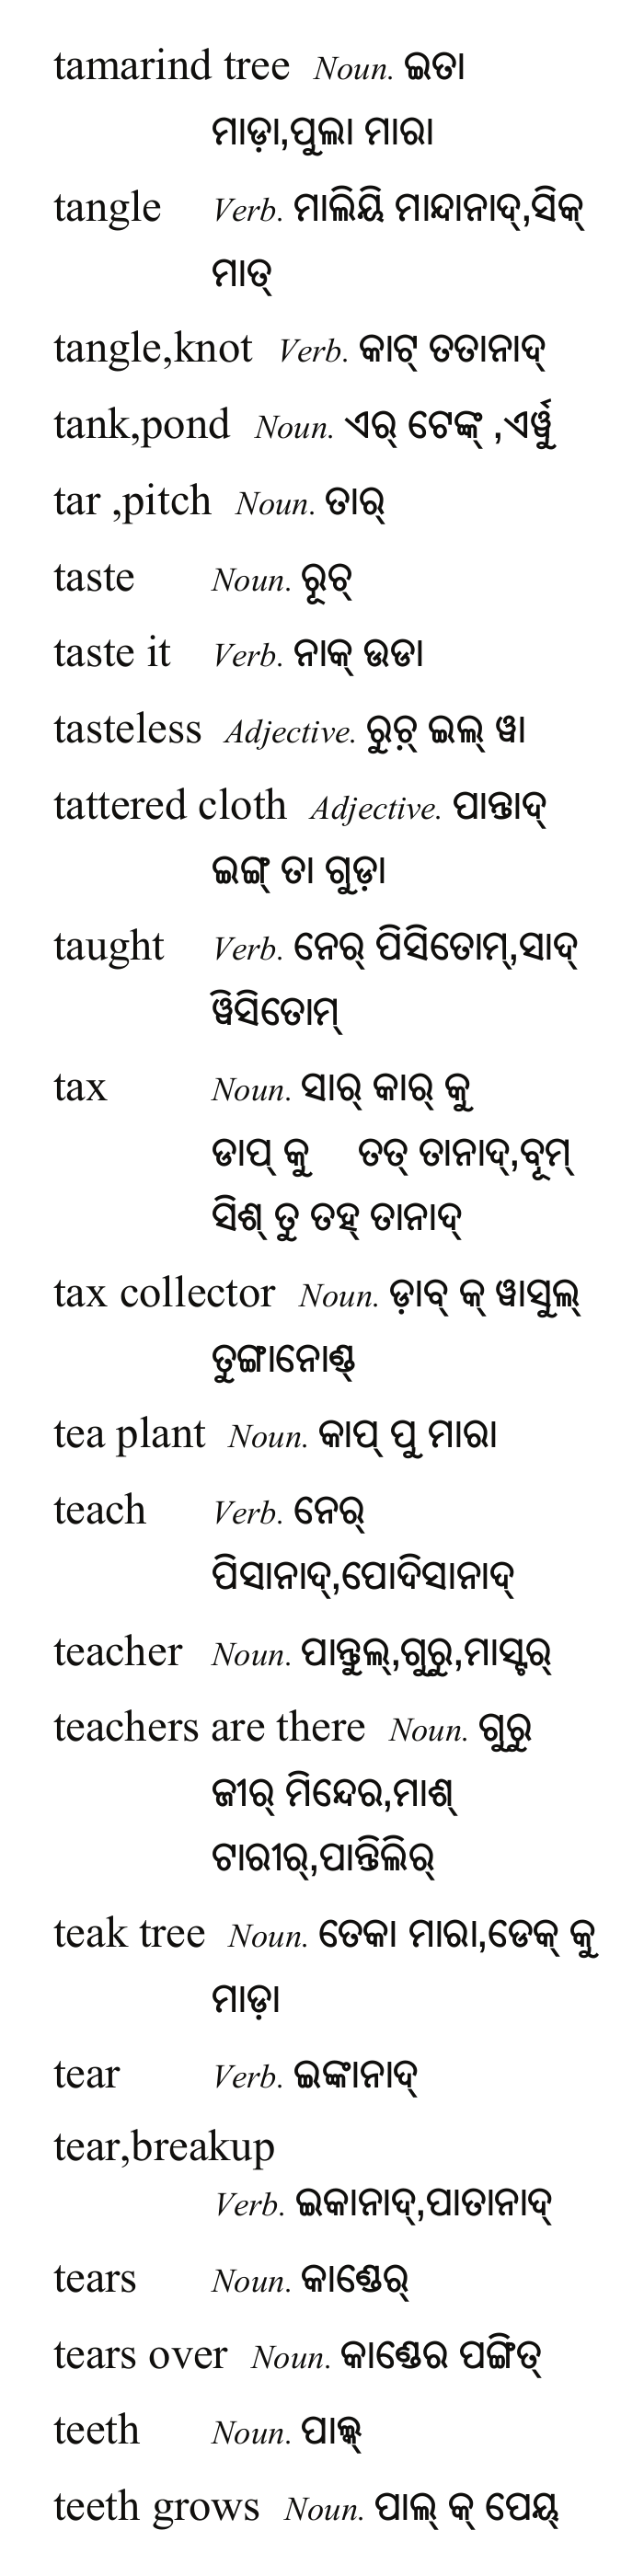 tamarind tree Noun. ଇତା
ମାଡ଼ା,ପୁଲା ମାରା
tangle Verb. ମାଲିୟି ମାନ୍ଦାନାଦ୍,ସିକ୍
ମାତ୍
tangle,knot Verb. କାଟ୍ ତତାନାଦ୍
tank,pond Noun. ଏର୍ ଟେଙ୍କ୍ ,ଏର୍ୱୁ
tar ,pitch Noun. ତାର୍
taste Noun. ରୂଚ୍
taste it Verb. ନାକ୍ ଉଡା
tasteless Adjective. ରୁଚ଼୍ ଇଲ୍ ୱା
tattered cloth Adjective. ପାନ୍ତାଦ୍
ଇଙ୍ଗ୍ ତା ଗୁଡ଼ା
taught Verb. ନେର୍ ପିସିତୋମ୍,ସାଦ୍
ୱିସିତୋମ୍
tax Noun. ସାର୍ କାର୍ କୁ
ଡାପ୍ କୁ ତତ୍ ତାନାଦ୍,ବୂମ୍
ସିଶ୍ ତୁ ତହ୍ ତାନାଦ୍
tax collector Noun. ଡ଼ାବ୍ କ୍ ୱାସୁଲ୍
ତୁଙ୍ଗାନୋଣ୍ଡ୍
tea plant Noun. କାପ୍ ପୁ ମାରା
teach Verb. ନେର୍
ପିସାନାଦ୍,ପୋଦିସାନାଦ୍
teacher Noun. ପାନ୍ତୁଲ୍,ଗୁରୁ,ମାସ୍ଟର୍
teachers are there Noun. ଗୁରୁ
ଜୀର୍ ମିନ୍ଦେର,ମାଶ୍
ଟାରୀର୍,ପାନ୍ତିଲିର୍
teak tree Noun. ତେକା ମାରା,ଡେକ୍ କୁ
ମାଡ଼ା
tear Verb. ଇଙ୍କାନାଦ୍
tear,breakup
Verb. ଇକାନାଦ୍,ପାତାନାଦ୍
tears Noun. କାଣ୍ଡେର୍
tears over Noun. କାଣ୍ଡେର ପଙ୍ଗିତ୍
teeth Noun. ପାଲ୍କ୍
teeth grows Noun. ପାଲ୍ କ୍ ପେୟ୍